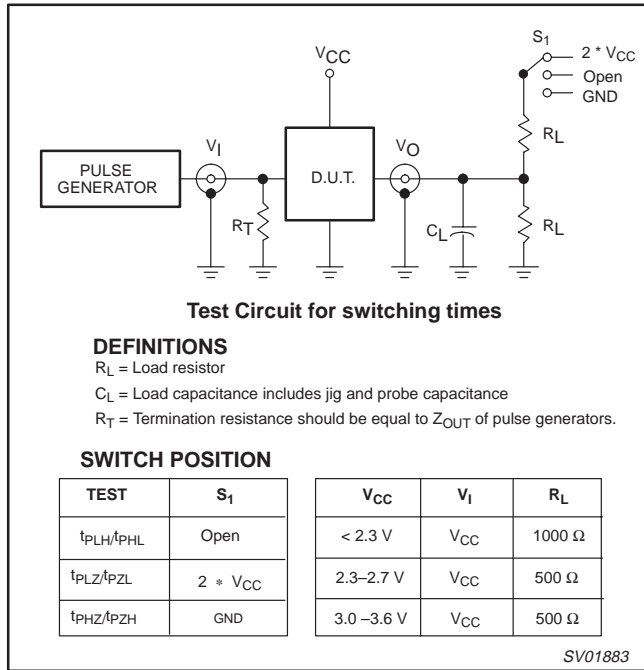 S1
2 * VCC
Open
GND
VCC
RL
VI
VO
PULSE
GENERATOR
D.U.T.
RT
CL
RL
Test Circuit for switching times
DEFINITIONS
RL = Load resistor
CL = Load capacitance includes jig and probe capacitance
RT = Termination resistance should be equal to ZOUT of pulse generators.
SWITCH POSITION
TEST S1
tPLH/tPHL Open
tPLZ/tPZL 2 * VCC
tPHZ/tPZH GND
VCC VI RL
< 2.3 V VCC 1000 Ω
2.3–2.7 V VCC 500 Ω
3.0 –3.6 V VCC 500 Ω
SV01883